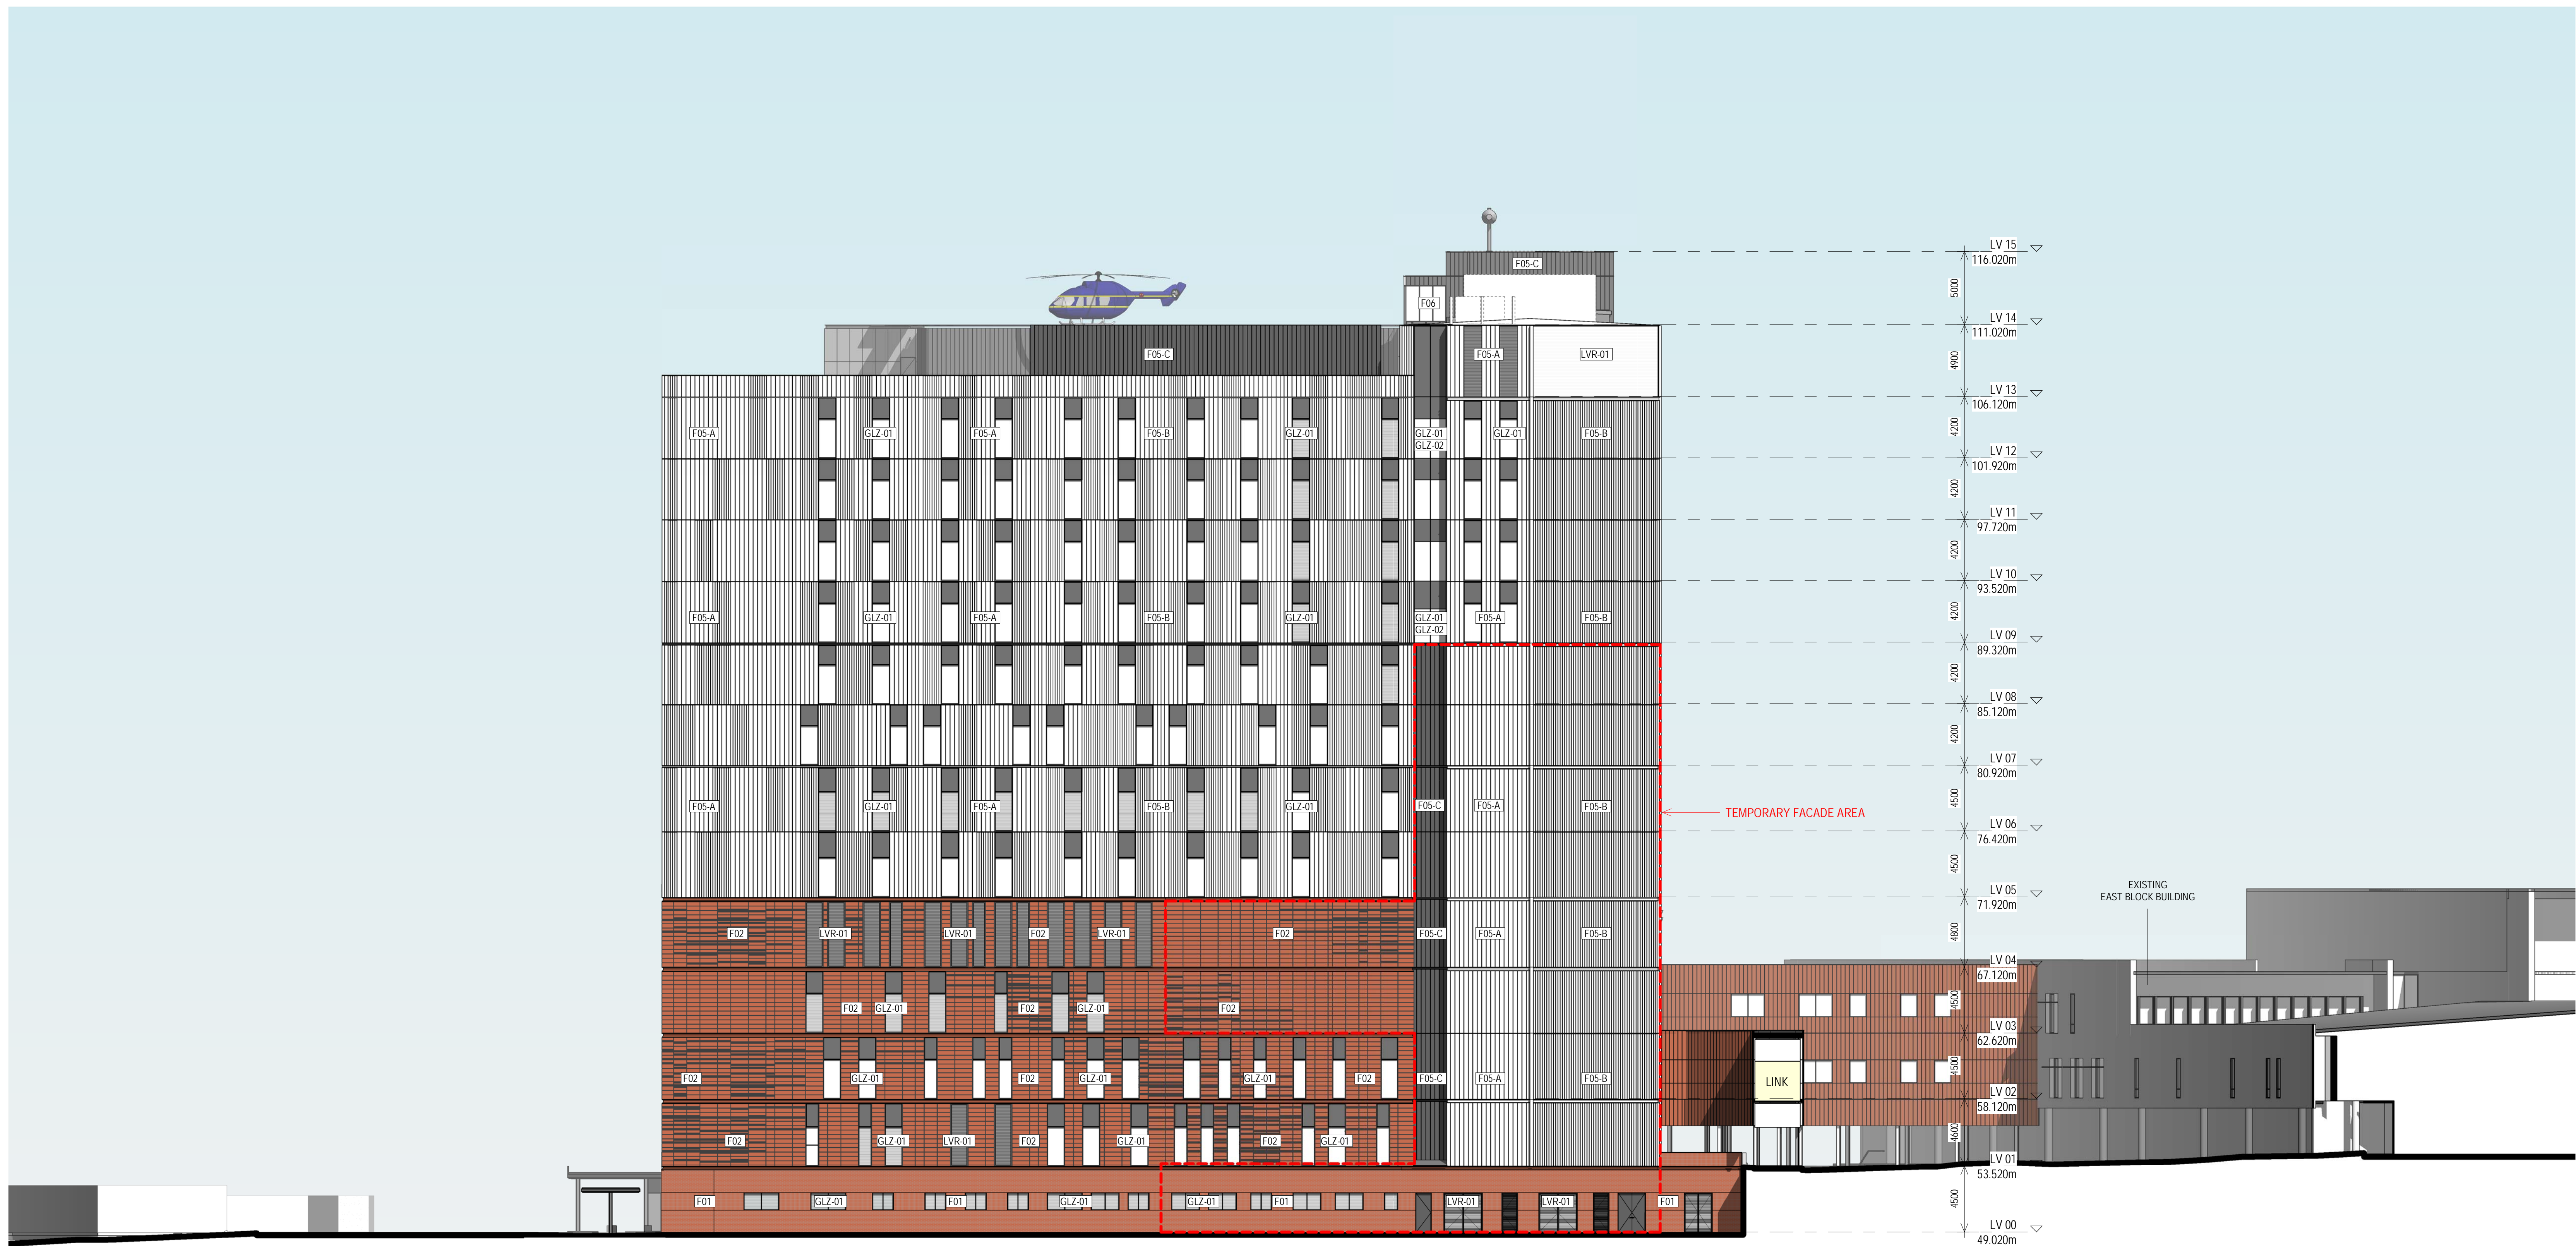 LV 15
116.020m
F05-C
5000
F06
LV 14
111.020m
F05-C
F05-A
LVR-01
4900
LV 13
106.120m
F05-A
GLZ-01
F05-A
F05-B
GLZ-01
GLZ-01
GLZ-02
GLZ-01
F05-B
4200
LV 12
101.920m
4200
LV 11
97.720m
4200
LV 10
93.520m
F05-A
GLZ-01
F05-A
F05-B
GLZ-01
GLZ-01
GLZ-02
F05-A
F05-B
4200
LV 09
89.320m
4200
LV 08
85.120m
4200
LV 07
80.920m
F05-A
GLZ-01
F05-A
F05-B
GLZ-01
F05-C
F05-A
F05-B
4500
TEMPORARY FACADE AREA
LV 06
76.420m
4500
LV 05
71.920m
EXISTING
EAST BLOCK BUILDING
F02
LVR-01
LVR-01
F02
LVR-01
F02
F05-C
F05-A
F05-B
4800
LV 04
67.120m
F02
GLZ-01
F02
GLZ-01
F02
4500
LV 03
62.620m
F02
GLZ-01
F02
GLZ-01
GLZ-01
F02
F05-C
F05-A
F05-B
LINK
4500
LV 02
58.120m
F02
GLZ-01
LVR-01
F02
GLZ-01
F02
GLZ-01
4600
LV 01
53.520m
F01
GLZ-01
F01
GLZ-01
GLZ-01
F01
LVR-01
LVR-01
F01
4500
LV 00
49.020m